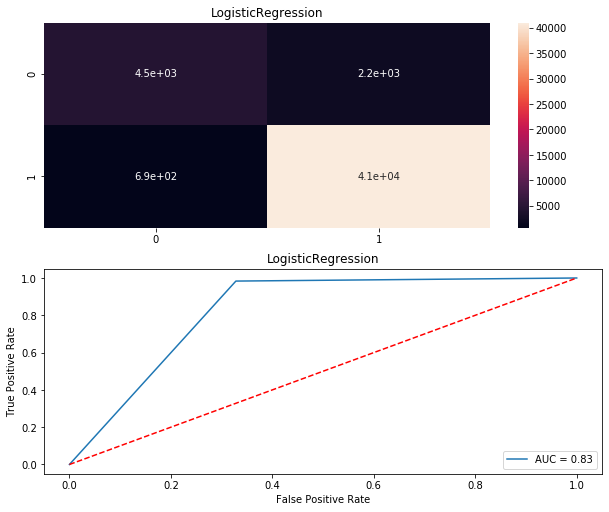 LogisticRegression
0
1
4.5e+03
2.2e+03
6.9e+02
4.1e+04
0
1
40000
35000
30000
25000
20000
15000
10000
5000
LogisticRegression
True Positive Rate
1.0
0.8
0.6
0.4
0.2
0.0
0.0
0.2
0.4
0.6
0.8
1.0
False Positive Rate
AUC = 0.83